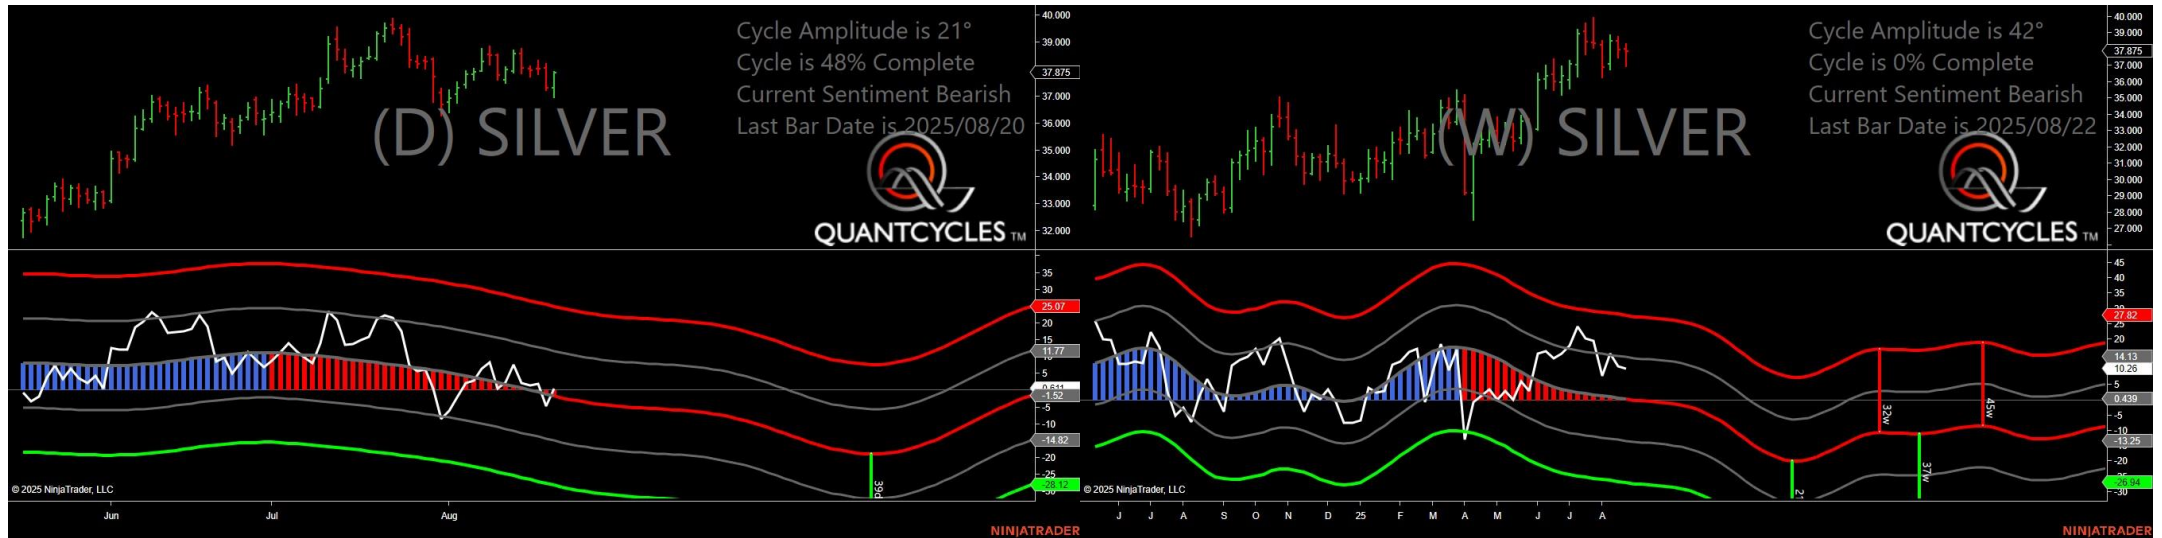 Cycle Amplitude is 21°
Cycle is 48% Complete
Current Sentiment Bearish
Last Bar Date is 2025/08/20
(D) SILVER
QUANTCYCLES TM
40.000
39.000
37.875
37.000
36.000
35.000
34.000
33.000
32.000
35
30
25.07
20
15
11.77
5
0.611
-1.52
-5
-10
-14.82
-20
-25
-28.12
-30
39d
© 2025 NinjaTrader, LLC
Jun Jul Aug
NINJATRADER
Cycle Amplitude is 42°
Cycle is 0% Complete
Current Sentiment Bearish
Last Bar Date is 2025/08/22
(W) SILVER
QUANTCYCLES TM
40.000
39.000
37.875
37.000
35.000
34.000
33.000
32.000
31.000
30.000
29.000
28.000
27.000
45
40
35
27.82
25
20
14.13
10.26
5
0.439
-5
-10
-13.25
-20
-26.94
-30
21
32w
37w
45w
© 2025 NinjaTrader, LLC
J J A S O N D 25 F M A M J J A
NINJATRADER